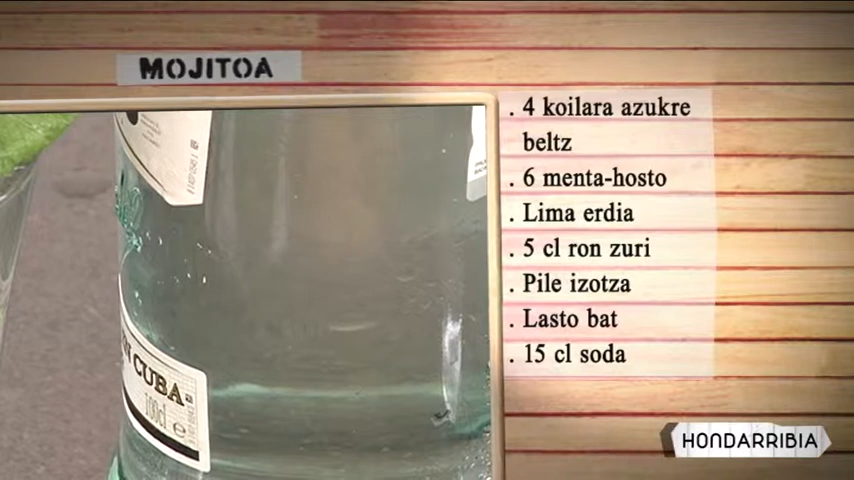 MOJITOA
. 4 koilara azukre
beltz
. 6 menta-hosto
. Lima erdia
. 5 cl ron zuri
. Pile izotza
. Lasto bat
. 15 cl soda
CUBA
100cl e
HONDARRIBIA